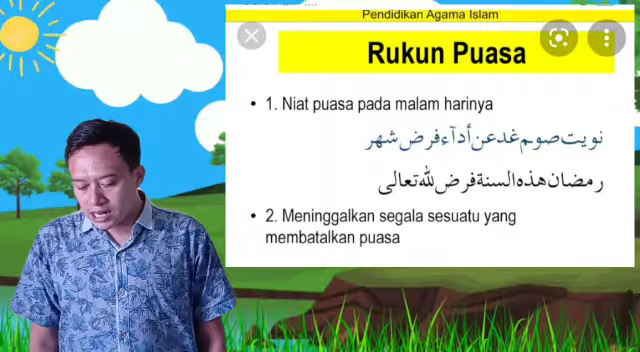 Pendidikan Agama Islam
Rukun Puasa
• 1. Niat puasa pada malam harinya
نويت صوم غد عن أدآء فرض شهر
رمضان هذه السنة فرض لله تعالى
• 2. Meninggalkan segala sesuatu yang
membatalkan puasa